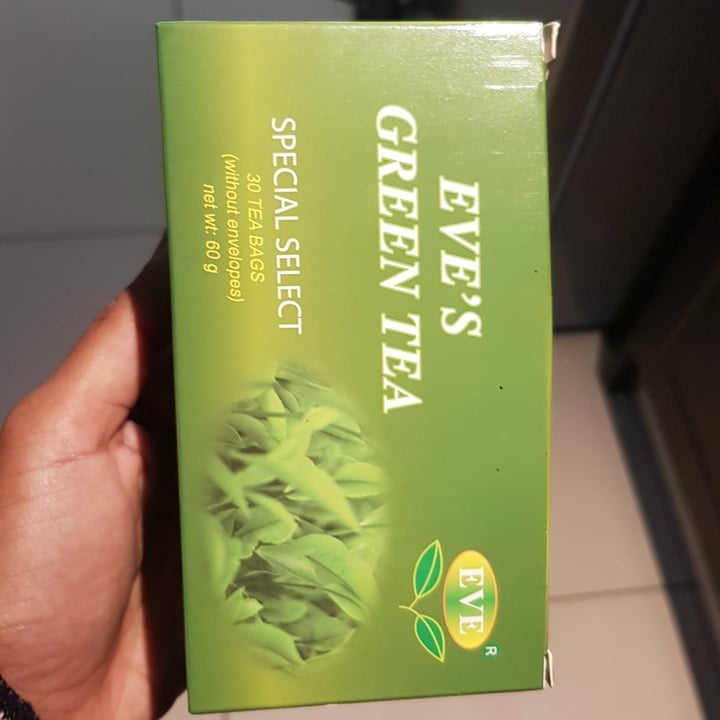 EVE'S
GREEN TEA
SPECIAL SELECT
30 TEA BAGS
(without envelopes)
net wt: 60 g
EVE R